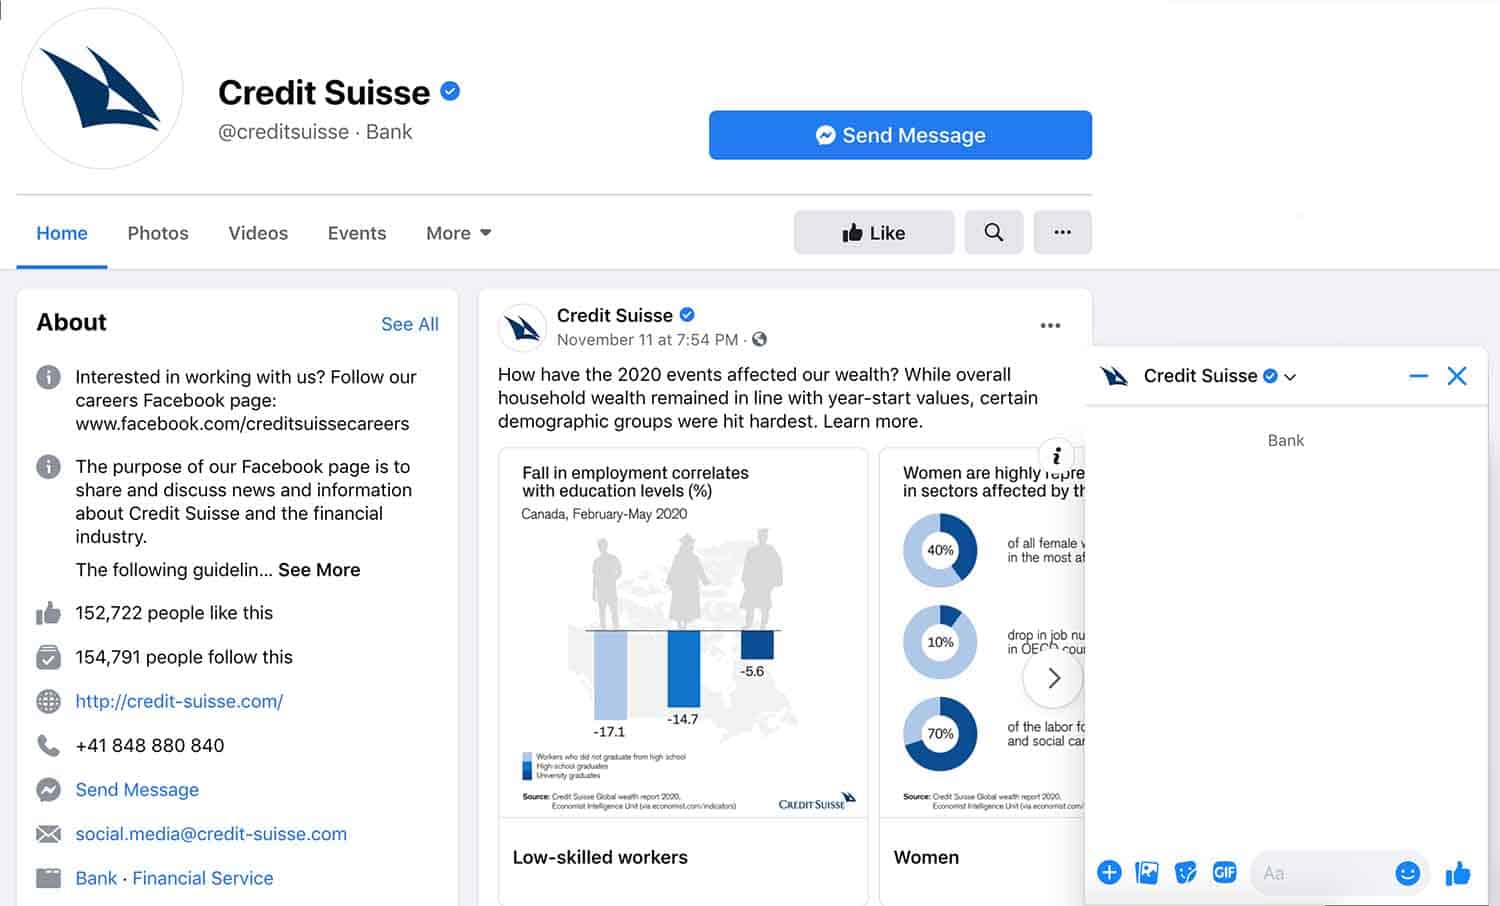 Credit Suisse
@creditsuisse · Bank
Send Message
Home Photos Videos Events More
Like
About See All
Interested in working with us? Follow our
careers Facebook page:
www.facebook.com/creditsuissecareers
The purpose of our Facebook page is to
share and discuss news and information
about Credit Suisse and the financial
industry.
The following guidelin... See More
152,722 people like this
154,791 people follow this
http://credit-suisse.com/
+41 848 880 840
Send Message
social.media@credit-suisse.com
Bank · Financial Service
Credit Suisse
November 11 at 7:54 PM ·
How have the 2020 events affected our wealth? While overall
household wealth remained in line with year-start values, certain
demographic groups were hit hardest. Learn more.
Fall in employment correlates
with education levels (%)
Canada, February-May 2020
-17.1
-14.7
-5.6
Workers who did not graduate from high school
High-school graduates
University graduates
Source: Credit Suisse Global wealth report 2020,
Economist Intelligence Unit (via economist.com/indicators)
CREDIT SUISSE
Low-skilled workers
Women are highly repre
in sectors affected by th
40%
of all female
in the most af
10%
drop in job nu
in OECD cou
70%
of the labor fo
and social car
Source: Credit Suisse Global wealth report 2020,
Economist Intelligence Unit (via economist.com/
Women
Credit Suisse
Bank
GIF
Aa